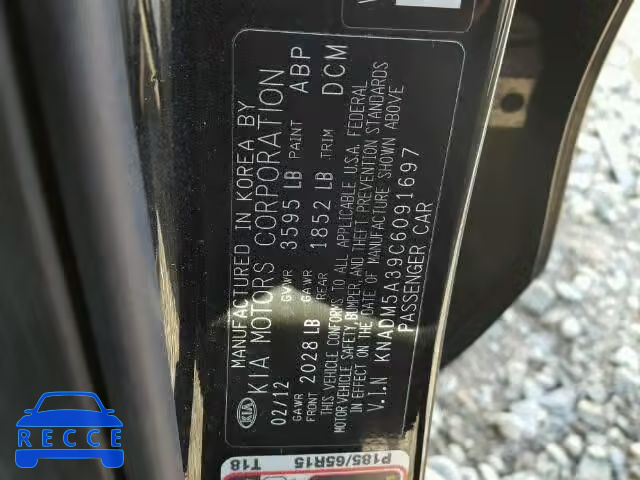 MANUFACTURED IN KOREA BY
KIA MOTORS CORPORATION
02/12 GVWR 3595 LB PAINT ABP
GAWR FRONT 2028 LB GAWR REAR 1852 LB TRIM DCM
THIS VEHICLE CONFORMS TO ALL APPLICABLE U.S.A. FEDERAL
MOTOR VEHICLE SAFETY, BUMPER, AND THEFT PREVENTION STANDARDS
IN EFFECT ON THE DATE OF MANUFACTURE SHOWN ABOVE
V.I.N KNADM5A39C6091697
PASSENGER CAR
KIA
P185/65R15
T18
RECCE